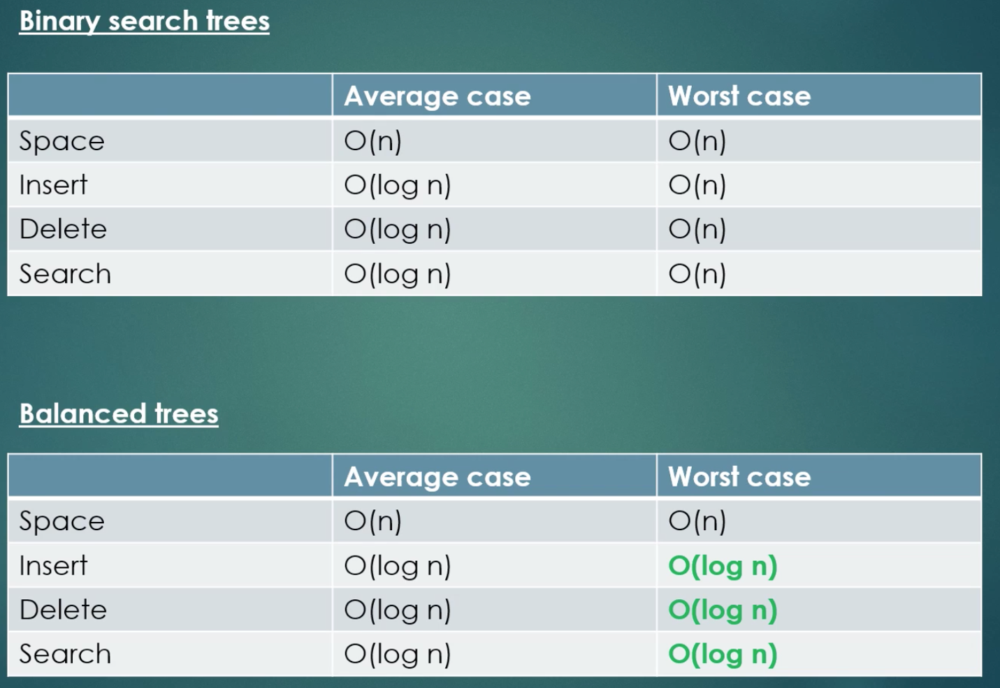 Binary search trees
Average case Worst case
Space O(n) O(n)
Insert O(log n) O(n)
Delete O(log n) O(n)
Search O(log n) O(n)
Balanced trees
Average case Worst case
Space O(n) O(n)
Insert O(log n) O(log n)
Delete O(log n) O(log n)
Search O(log n) O(log n)